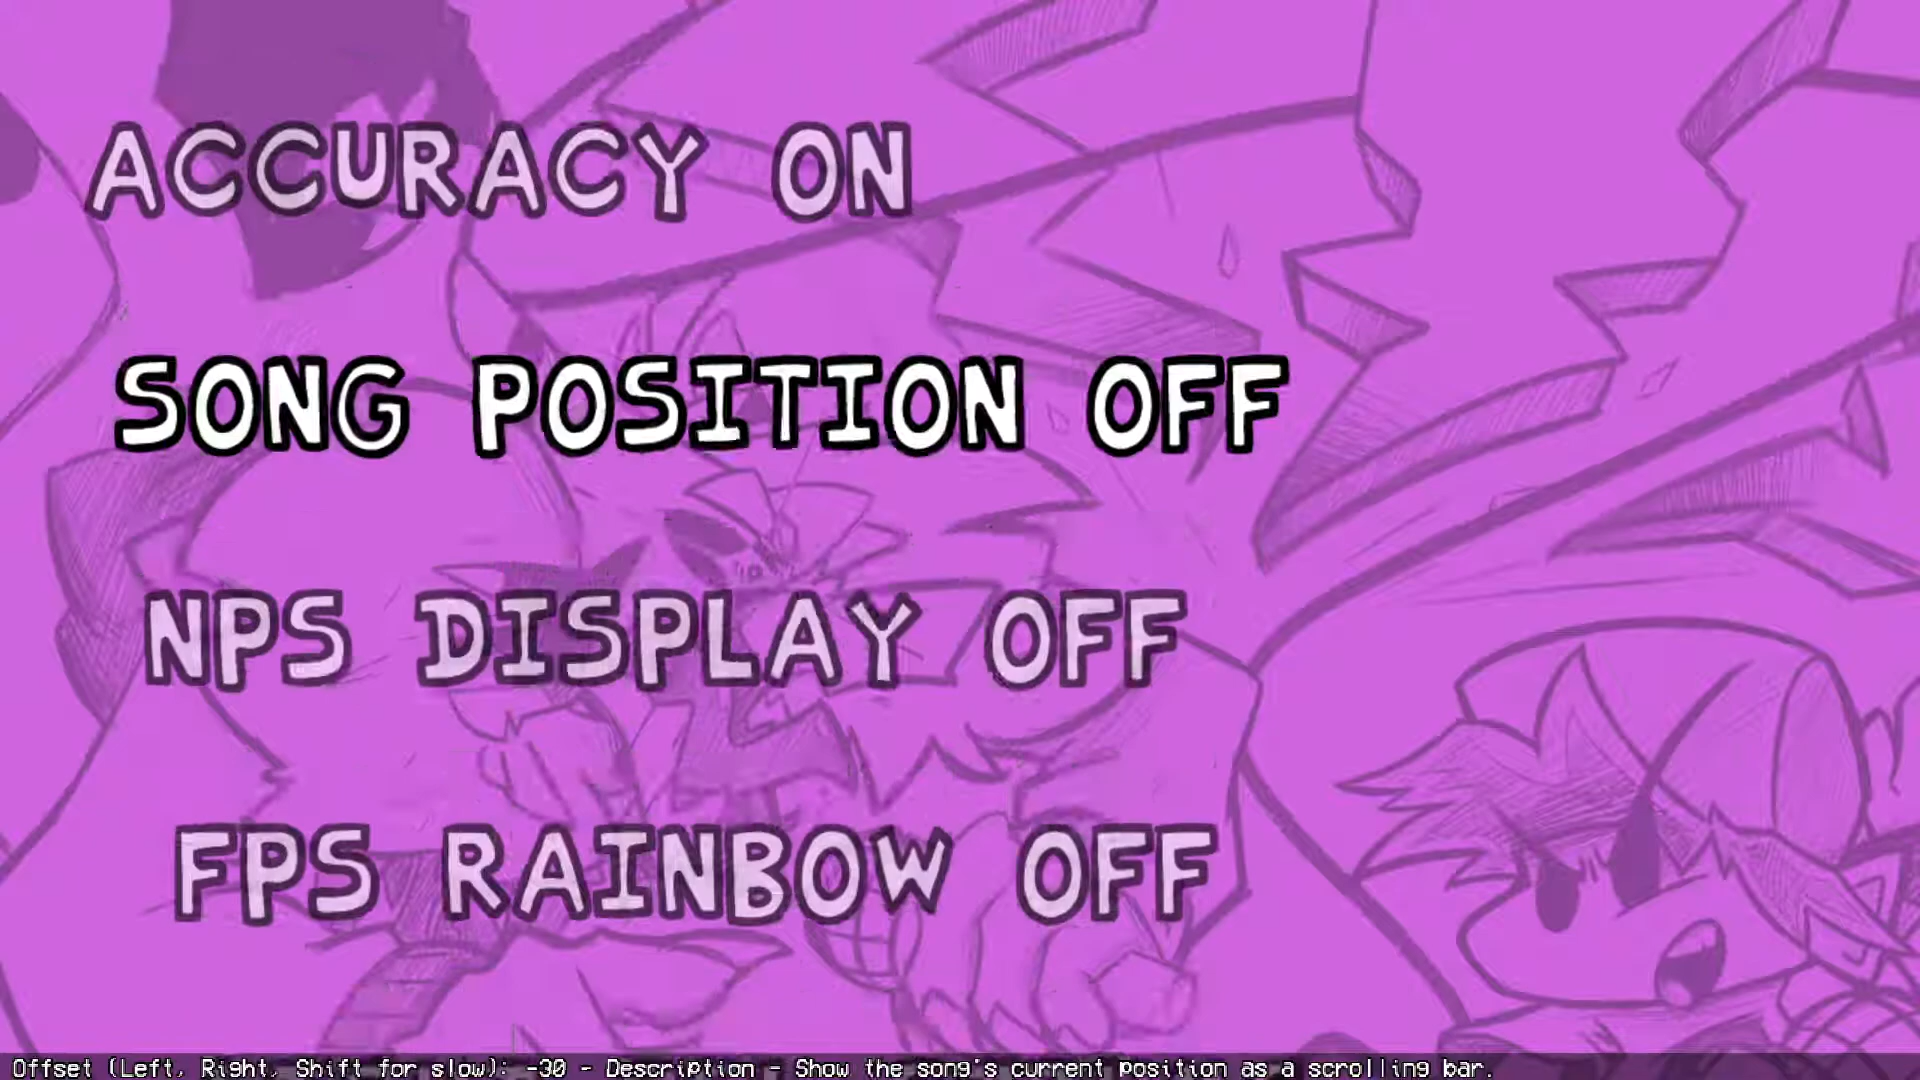 ACCURACY ON
SONG POSITION OFF
NPS DISPLAY OFF
FPS RAINBOW OFF
Offset (Left, Right, Shift for slow): -30 - Description - Show the song's current position as a scrolling bar.